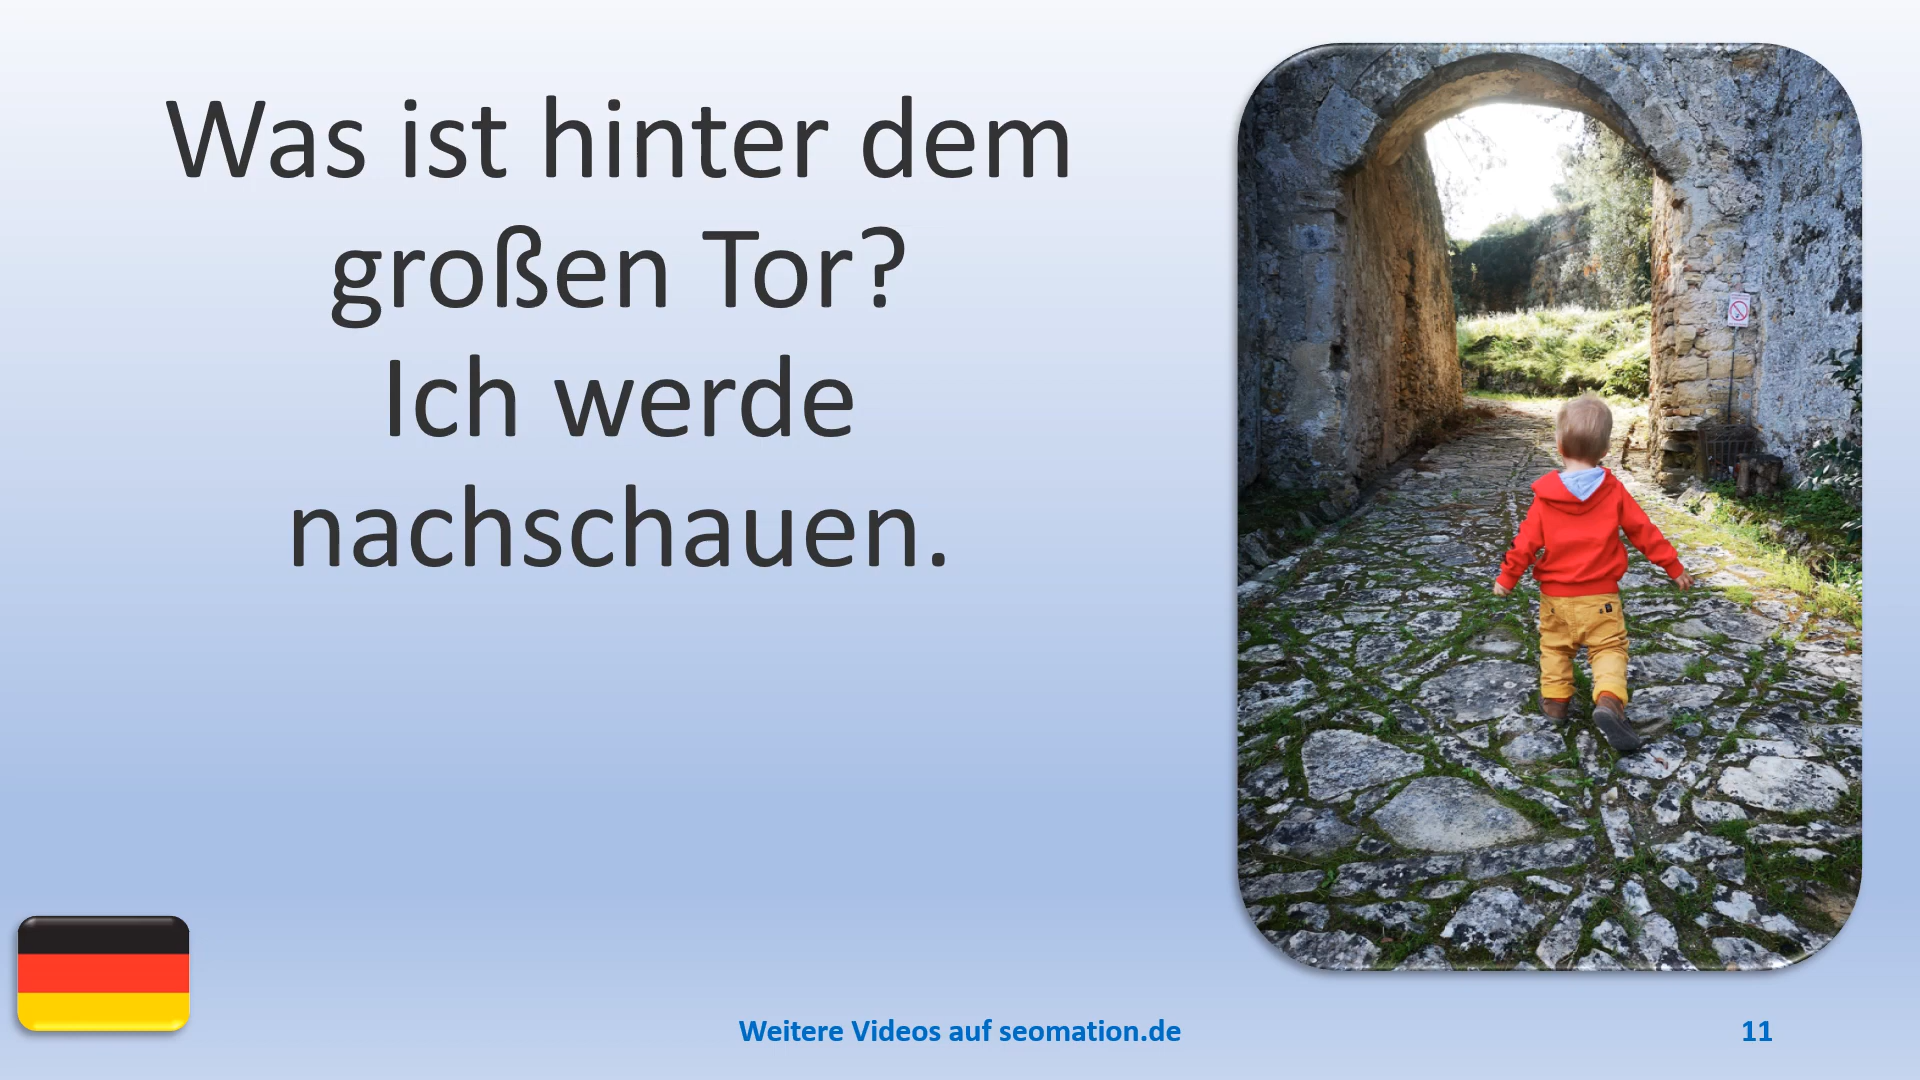 Was ist hinter dem
großen Tor?
Ich werde
nachschauen.
Weitere Videos auf seomation.de
11